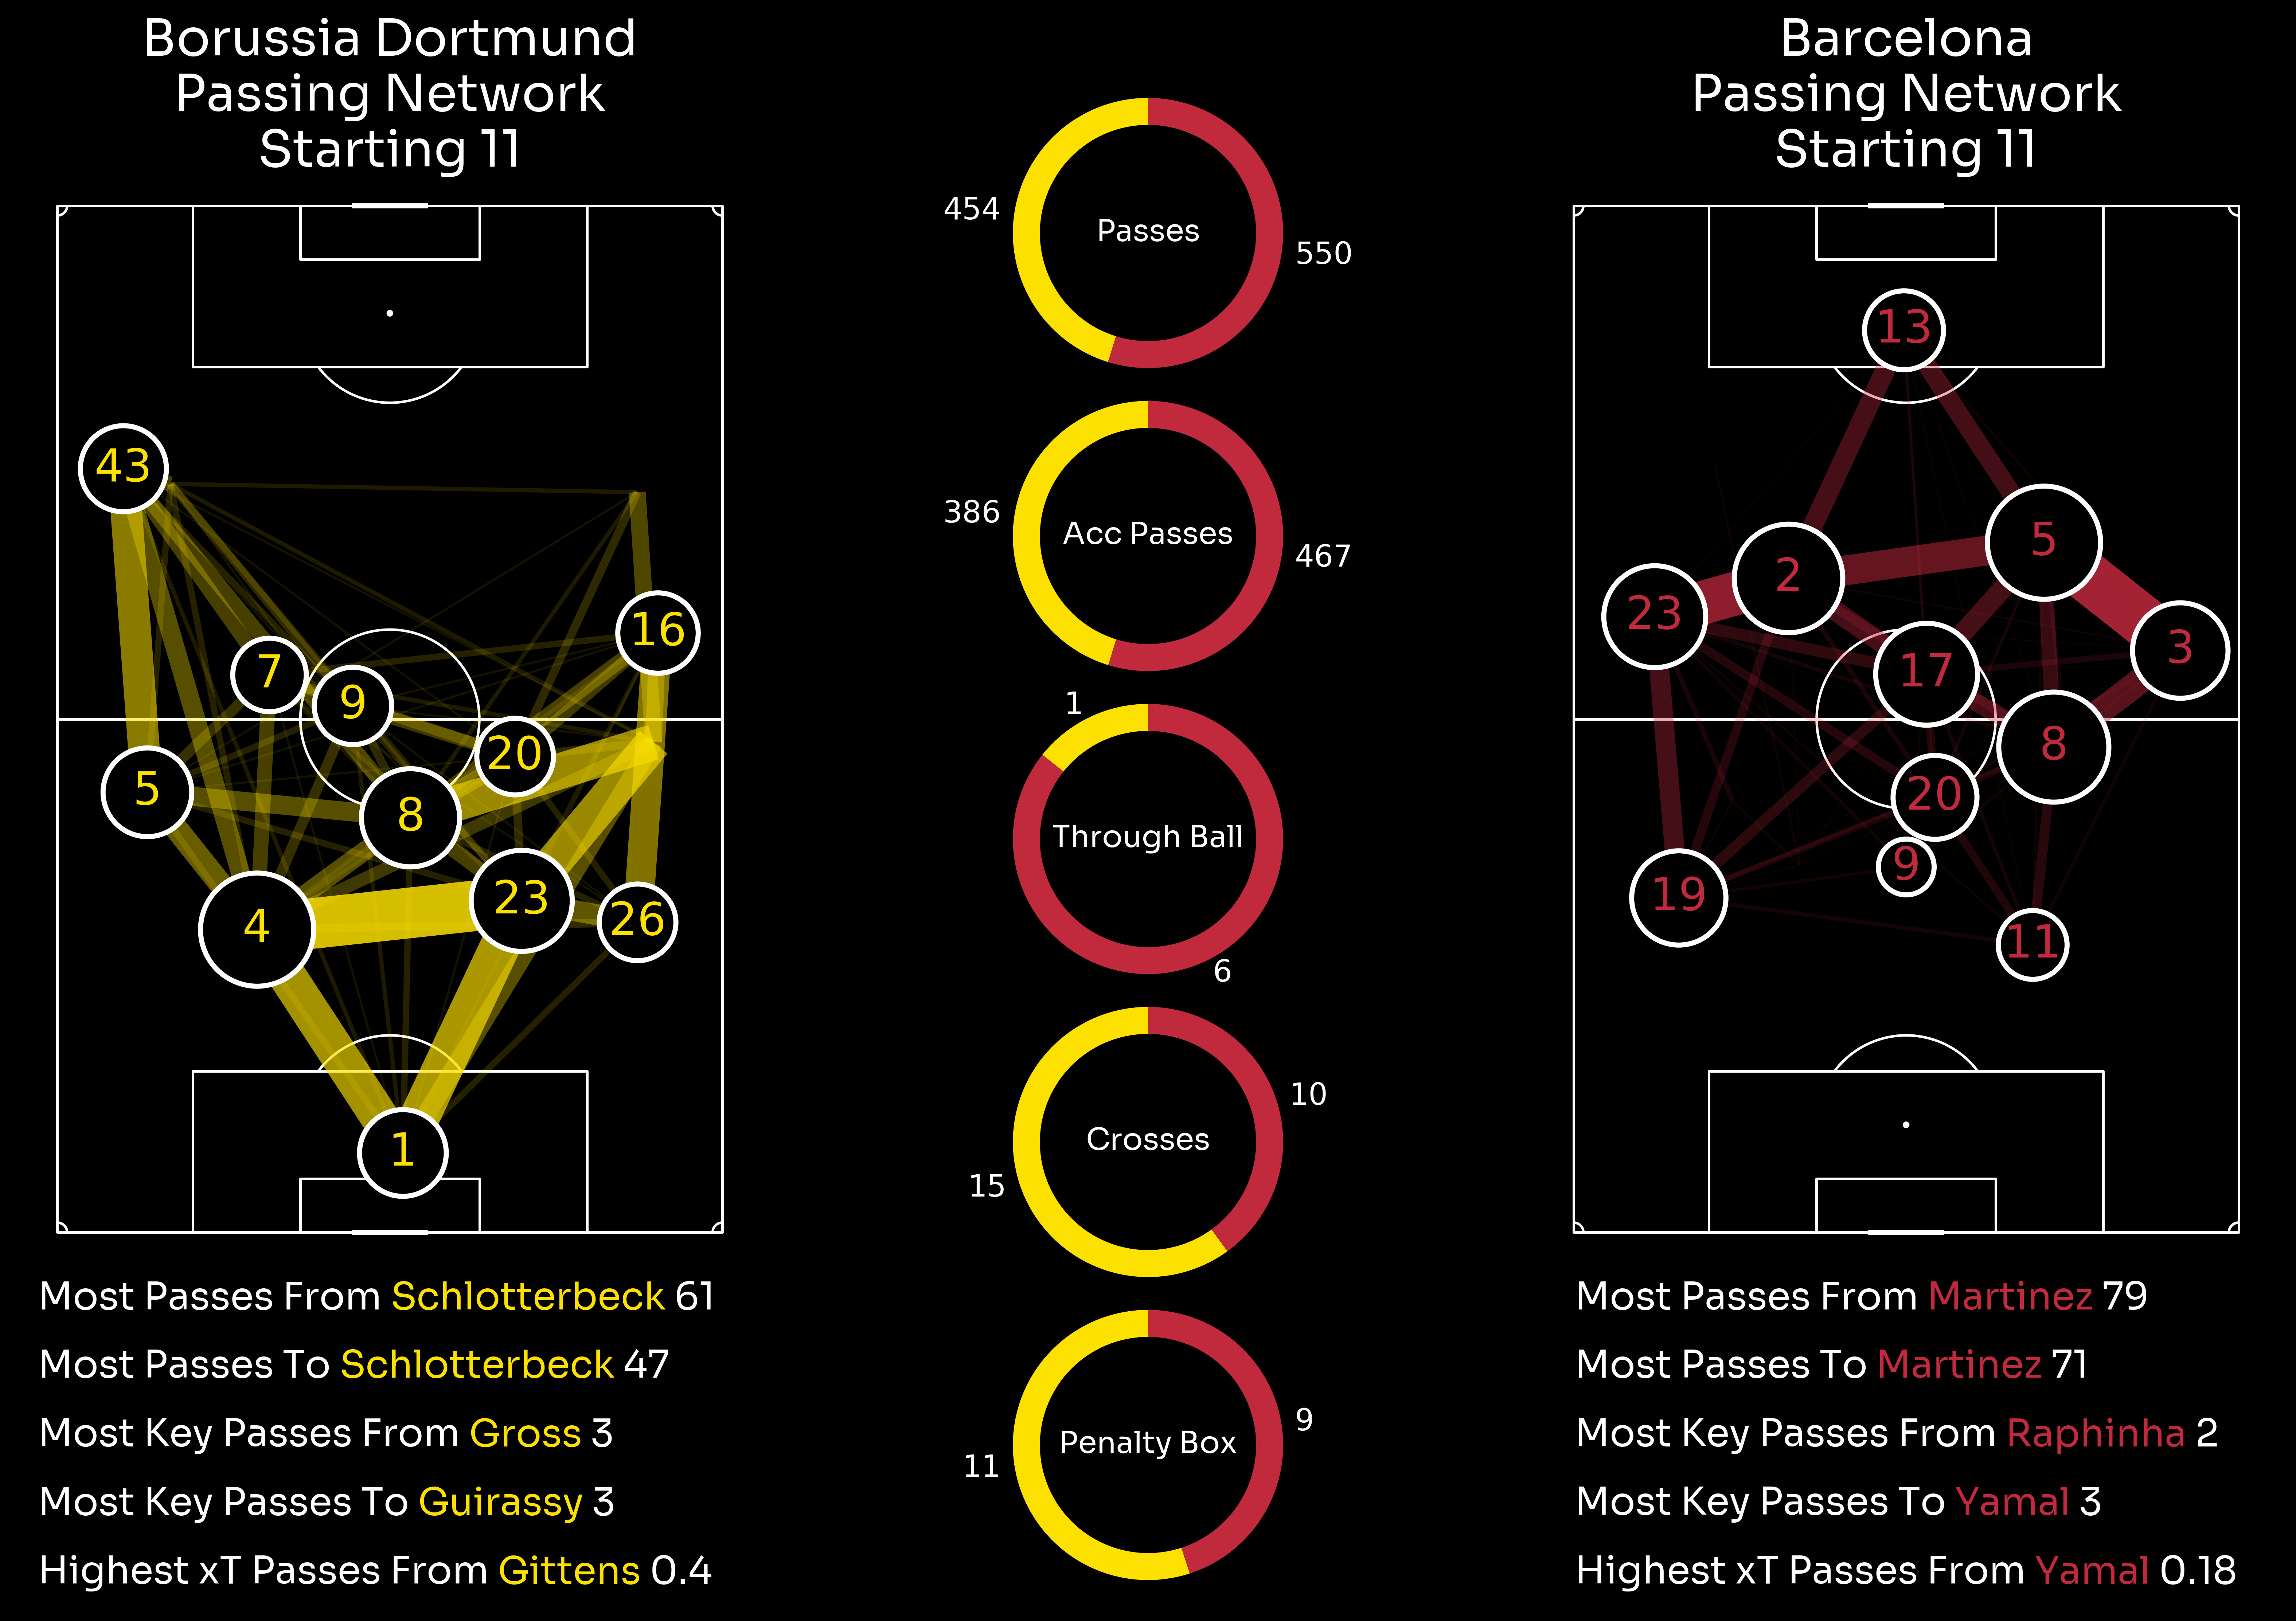 Borussia Dortmund
Passing Network
Starting 11
43
16
7
9
20
5
8
23
4
26
1
Most Passes From Schlotterbeck 61
Most Passes To Schlotterbeck 47
Most Key Passes From Gross 3
Most Key Passes To Guirassy 3
Highest xT Passes From Gittens 0.4
454
Passes
550
386
Acc Passes
467
1
Through Ball
6
10
Crosses
15
9
Penalty Box
11
Barcelona
Passing Network
Starting 11
13
5
2
23
3
17
8
20
9
19
11
Most Passes From Martinez 79
Most Passes To Martinez 71
Most Key Passes From Raphinha 2
Most Key Passes To Yamal 3
Highest xT Passes From Yamal 0.18